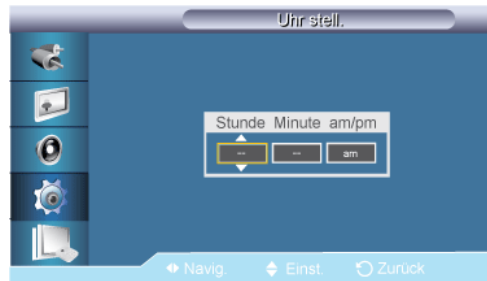 Uhr stell.
Stunde Minute am/pm
-- -- am
Navig. Einst. Zurück